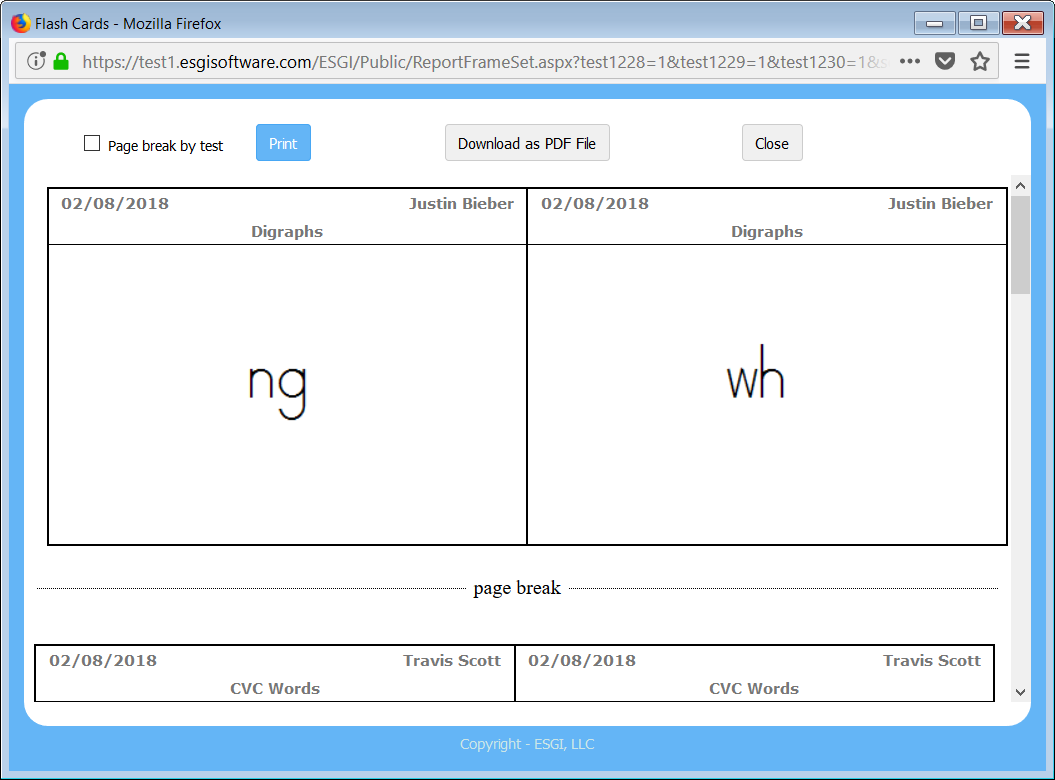 Flash Cards - Mozilla Firefox
https://test1.esgisoftware.com/ESGI/Public/ReportFrameSet.aspx?test1228=1&test1229=1&test1230=1&s
Page break by test Print Download as PDF File Close
02/08/2018 Justin Bieber 02/08/2018 Justin Bieber
Digraphs Digraphs
ng wh
page break
02/08/2018 Travis Scott 02/08/2018 Travis Scott
CVC Words CVC Words
Copyright - ESGI, LLC